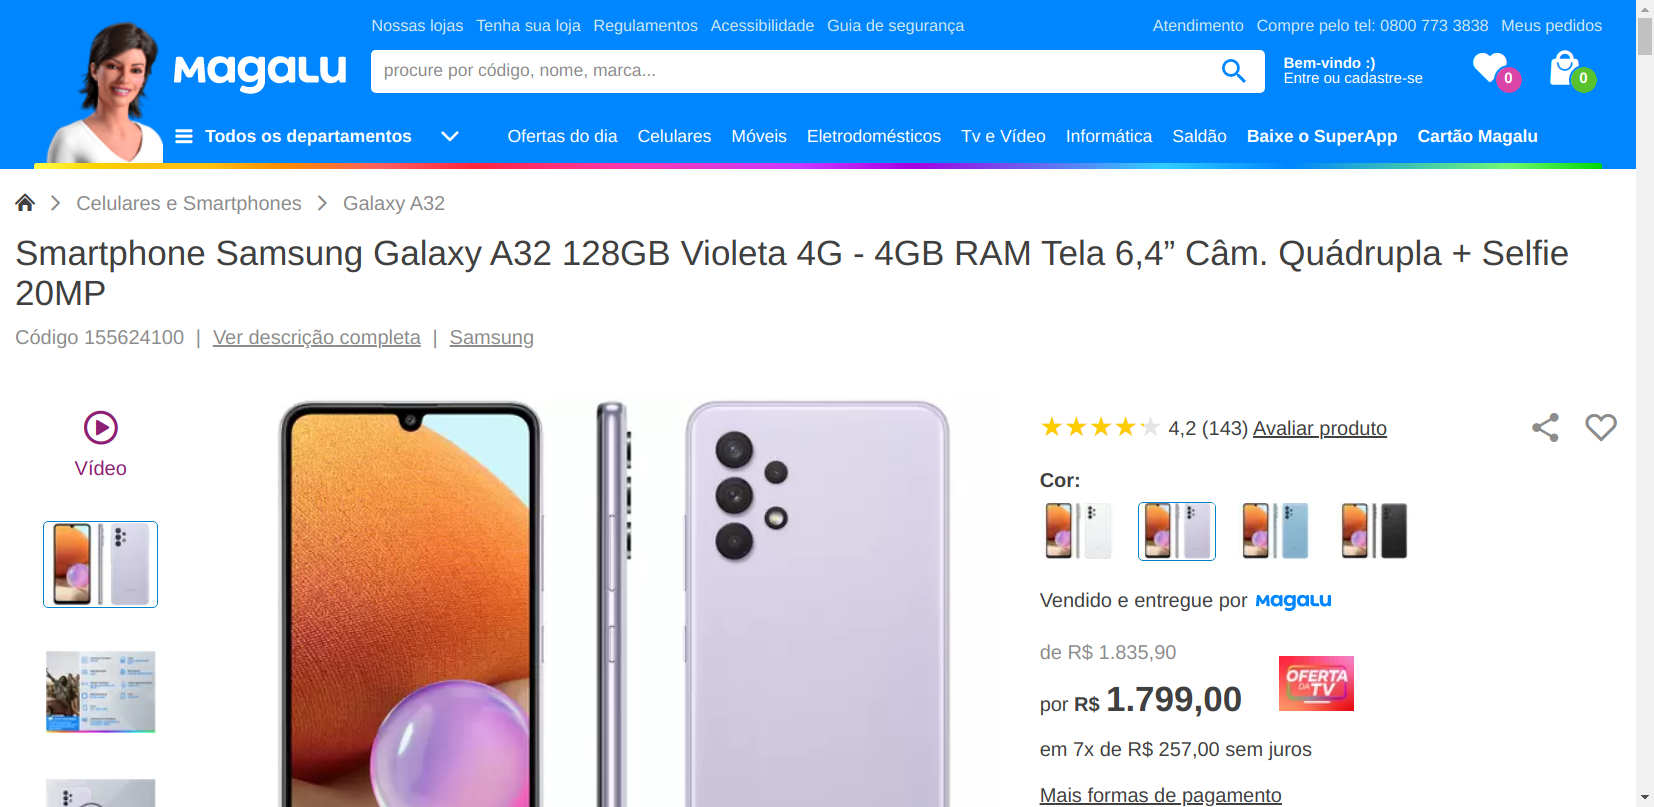 Nossas lojas Tenha sua loja Regulamentos Acessibilidade Guia de segurança Atendimento Compre pelo tel: 0800 773 3838 Meus pedidos
Magalu
procure por código, nome, marca...
Bem-vindo :)
Entre ou cadastre-se
0
0
Todos os departamentos Ofertas do dia Celulares Móveis Eletrodomésticos Tv e Vídeo Informática Saldão Baixe o SuperApp Cartão Magalu
Celulares e Smartphones Galaxy A32
Smartphone Samsung Galaxy A32 128GB Violeta 4G - 4GB RAM Tela 6,4” Câm. Quádrupla + Selfie
20MP
Código 155624100 | Ver descrição completa | Samsung
Vídeo
4,2 (143) Avaliar produto
Cor:
Vendido e entregue por Magalu
de R$ 1.835,90
por R$ 1.799,00
OFERTA
DA TV
em 7x de R$ 257,00 sem juros
Mais formas de pagamento